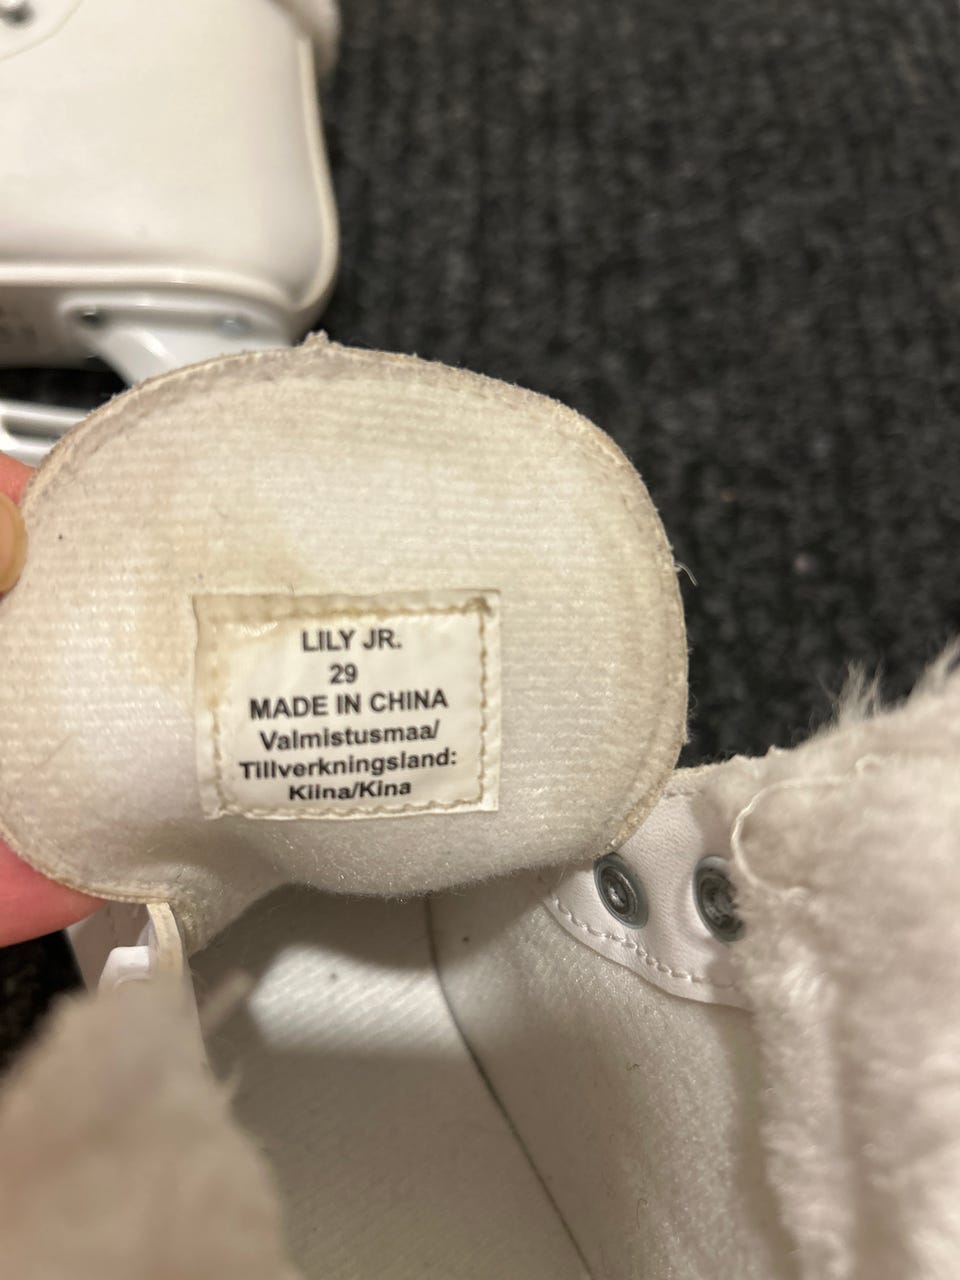 LILY JR.
29
MADE IN CHINA
Valmistusmaa/
Tillverkningsland:
Kiina/Kina